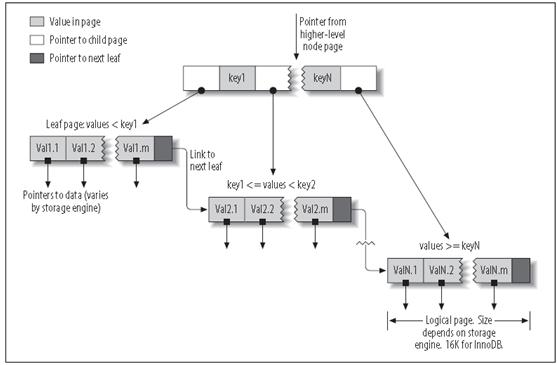 Value in page
Pointer to child page
Pointer to next leaf
Pointer from
higher-level
node page
key1
keyN
Leaf page: values < key1
Val1.1
Val1.2
Val1.m
Link to
next leaf
Pointers to data (varies
by storage engine)
key1 <= values < key2
Val2.1
Val2.2
Val2.m
values >= keyN
ValN.1
ValN.2
ValN.m
Logical page. Size
depends on storage
engine. 16K for InnoDB.